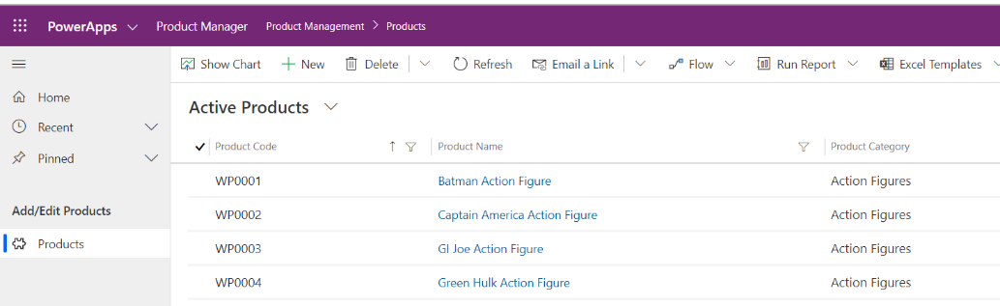 PowerApps Product Manager Product Management > Products
Show Chart New Delete Refresh Email a Link Flow Run Report Excel Templates
Home
Recent
Pinned
Add/Edit Products
Products
Active Products
Product Code Product Name Product Category
WP0001 Batman Action Figure Action Figures
WP0002 Captain America Action Figure Action Figures
WP0003 GI Joe Action Figure Action Figures
WP0004 Green Hulk Action Figure Action Figures